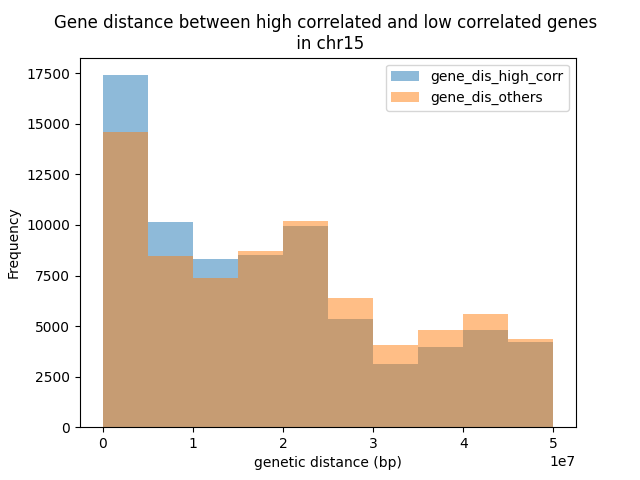 Gene distance between high correlated and low correlated genes
in chr15
gene_dis_high_corr
gene_dis_others
17500
15000
12500
10000
7500
5000
2500
0
Frequency
0 1 2 3 4 5
1e7
genetic distance (bp)